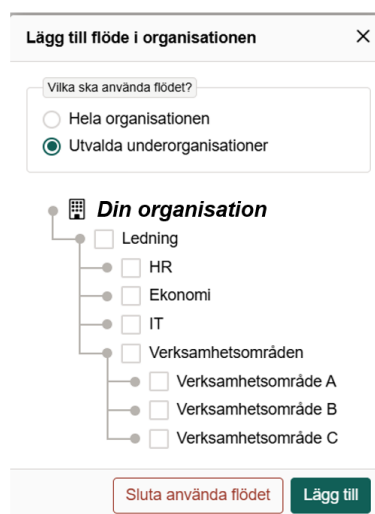 Lägg till flöde i organisationen
Vilka ska använda flödet?
Hela organisationen
Utvalda underorganisationer
Din organisation
Ledning
HR
Ekonomi
IT
Verksamhetsområden
Verksamhetsområde A
Verksamhetsområde B
Verksamhetsområde C
Sluta använda flödet Lägg till